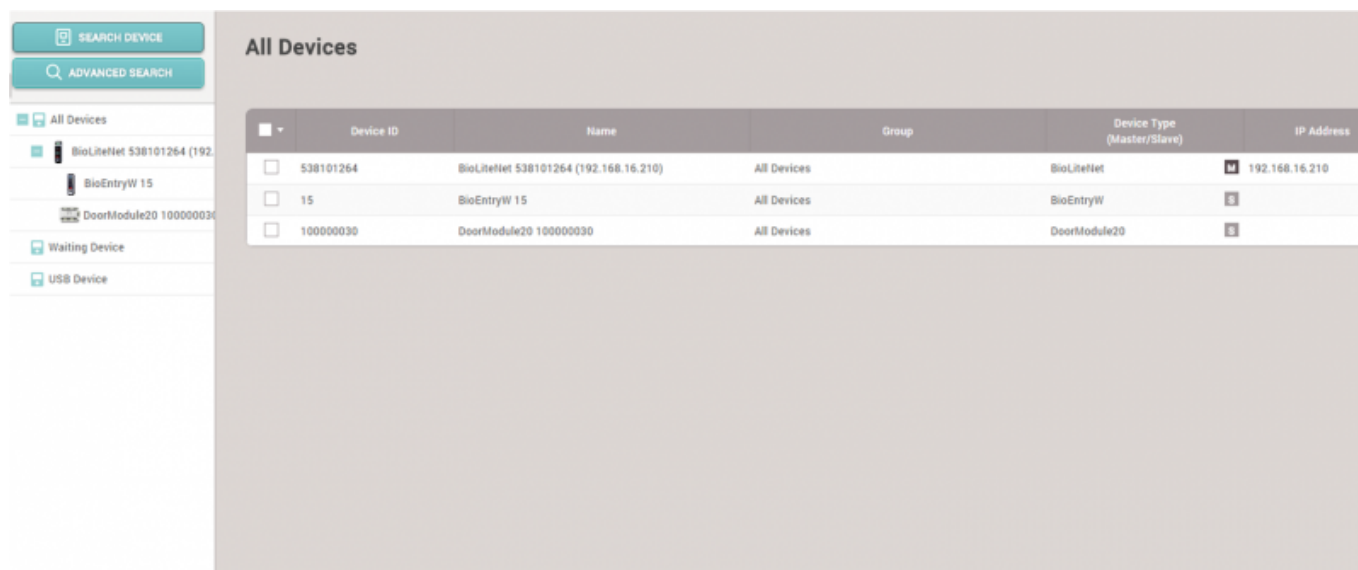 SEARCH DEVICE
ADVANCED SEARCH
All Devices
BioLiteNet 538101264 (192.
BioEntryW 15
DoorModule20 10000003
Waiting Device
USB Device
All Devices
Device ID Name Group Device Type (Master/Slave) IP Address
538101264 BioLiteNet 538101264 (192.168.16.210) All Devices BioLiteNet M 192.168.16.210
15 BioEntryW 15 All Devices BioEntryW S
100000030 DoorModule20 100000030 All Devices DoorModule20 S